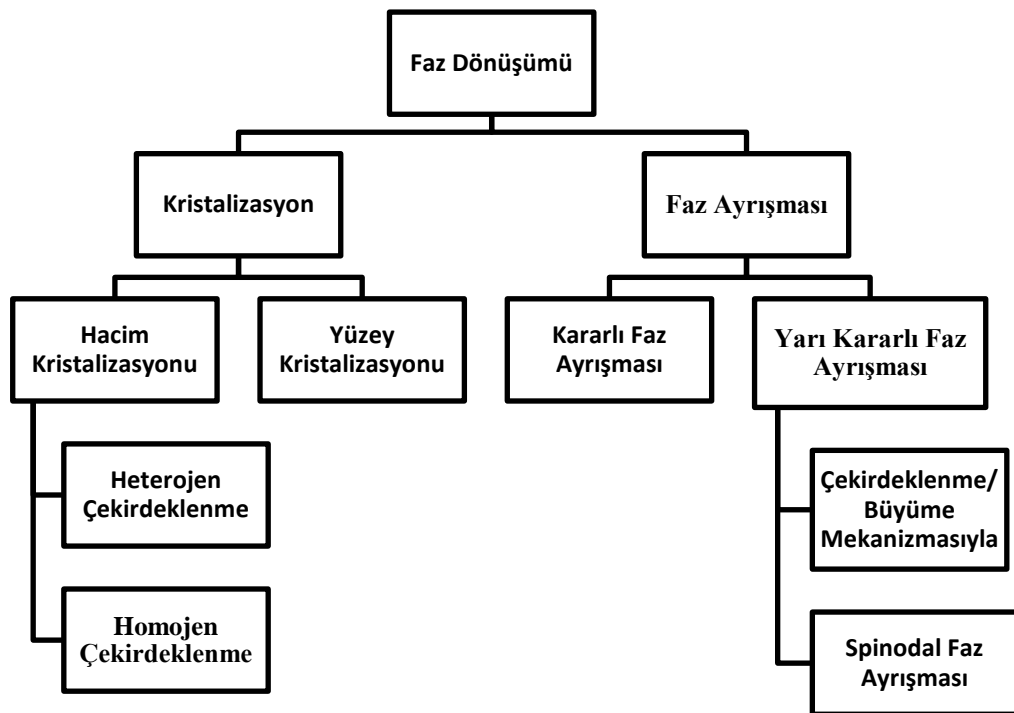 Faz Dönüşümü
Kristalizasyon
Faz Ayrışması
Hacim
Kristalizasyonu
Yüzey
Kristalizasyonu
Kararlı Faz
Ayrışması
Yarı Kararlı Faz
Ayrışması
Heterojen
Çekirdeklenme
Homojen
Çekirdeklenme
Çekirdeklenme/
Büyüme
Mekanizmasıyla
Spinodal Faz
Ayrışması